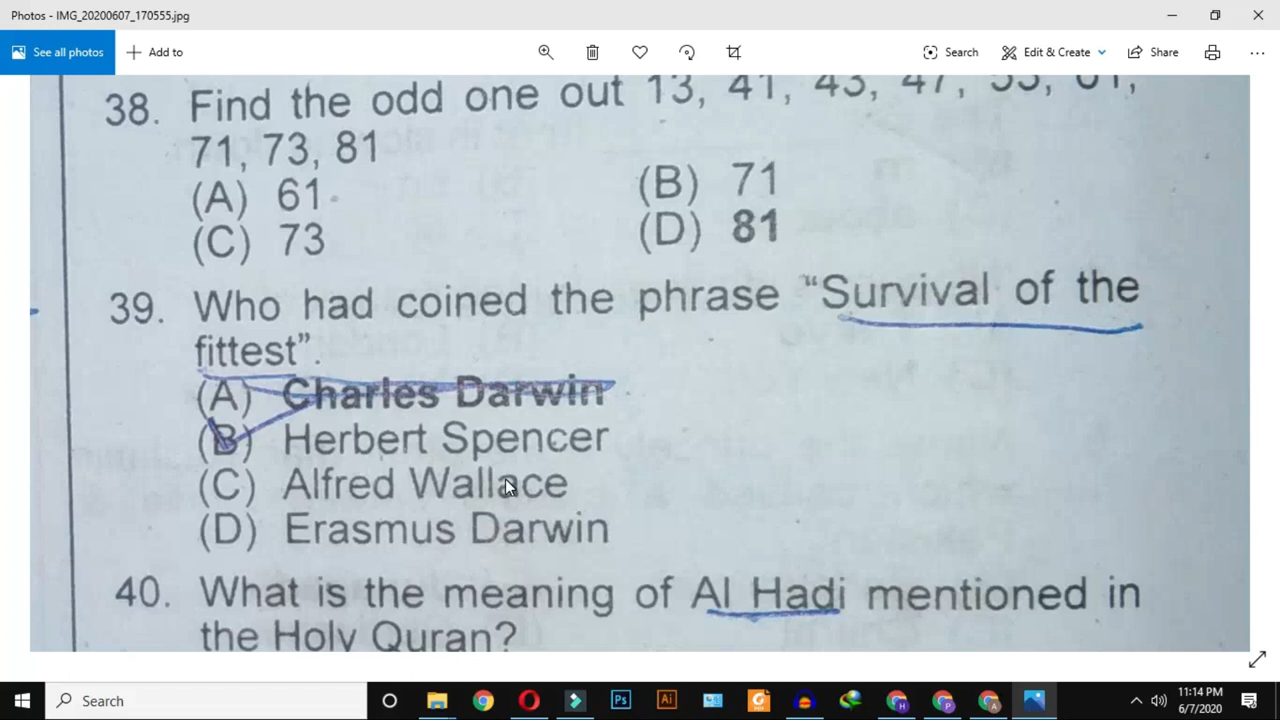 Photos - IMG_20200607_170555.jpg
See all photos
Add to
Search
Edit & Create
Share
38. Find the odd one out 13, 41, 43, 47, 53, 61,
71, 73, 81
(A) 61
(B) 71
(C) 73
(D) 81
39. Who had coined the phrase “Survival of the
fittest”.
(A) Charles Darwin
(B) Herbert Spencer
(C) Alfred Wallace
(D) Erasmus Darwin
40. What is the meaning of Al Hadi mentioned in
the Holy Quran?
Search
11:14 PM
6/7/2020